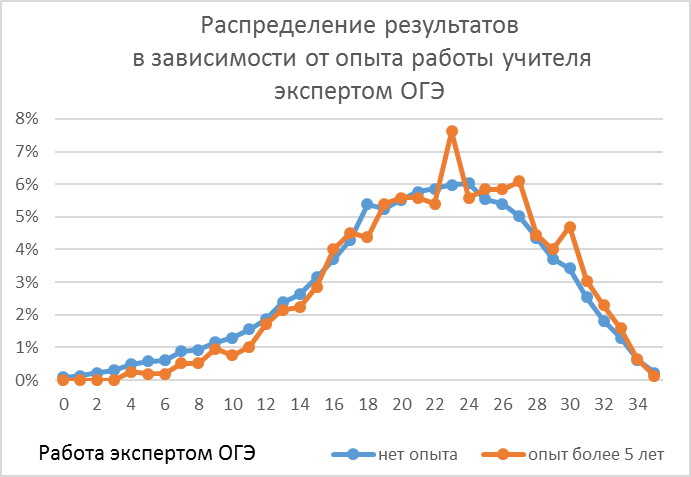 Распределение результатов
в зависимости от опыта работы учителя
экспертом ОГЭ
8%
7%
6%
5%
4%
3%
2%
1%
0%
0 2 4 6 8 10 12 14 16 18 20 22 24 26 28 30 32 34
Работа экспертом ОГЭ нет опыта опыт более 5 лет